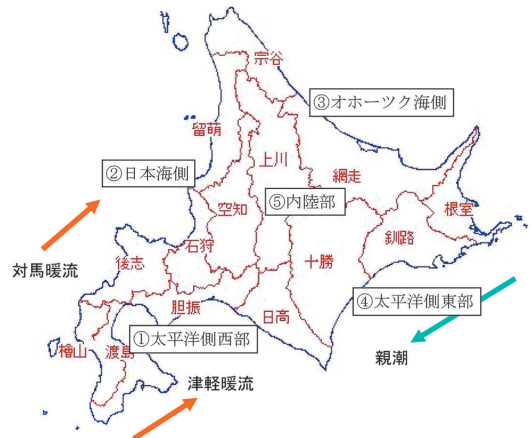 宗谷
③オホーツク海側
留萌
上川
②日本海側
網走
⑤内陸部
空知
根室
石狩
釧路
後志
十勝
対馬暖流
胆振
④太平洋側東部
日高
①太平洋側西部
檜山
渡島
親潮
津軽暖流